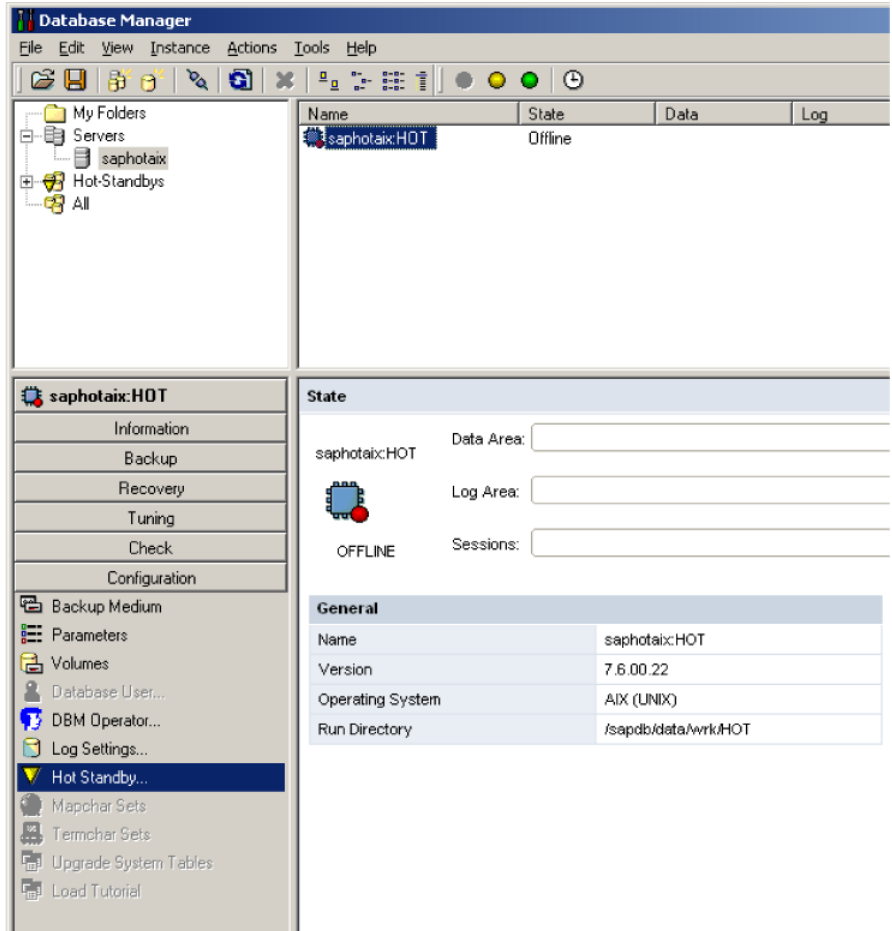 Database Manager
File Edit View Instance Actions Tools Help
My Folders
Servers
saphotaix
Hot-Standbys
All
Name State Data Log
saphotaix:HOT Offline
saphotaix:HOT
Information
Backup
Recovery
Tuning
Check
Configuration
Backup Medium
Parameters
Volumes
Database User...
DBM Operator...
Log Settings...
Hot Standby...
Mapchar Sets
Termchar Sets
Upgrade System Tables
Load Tutorial
State
saphotaix:HOT
OFFLINE
Data Area:
Log Area:
Sessions:
General
Name saphotaix:HOT
Version 7.6.00.22
Operating System AIX (UNIX)
Run Directory /sapdb/data/wrk/HOT